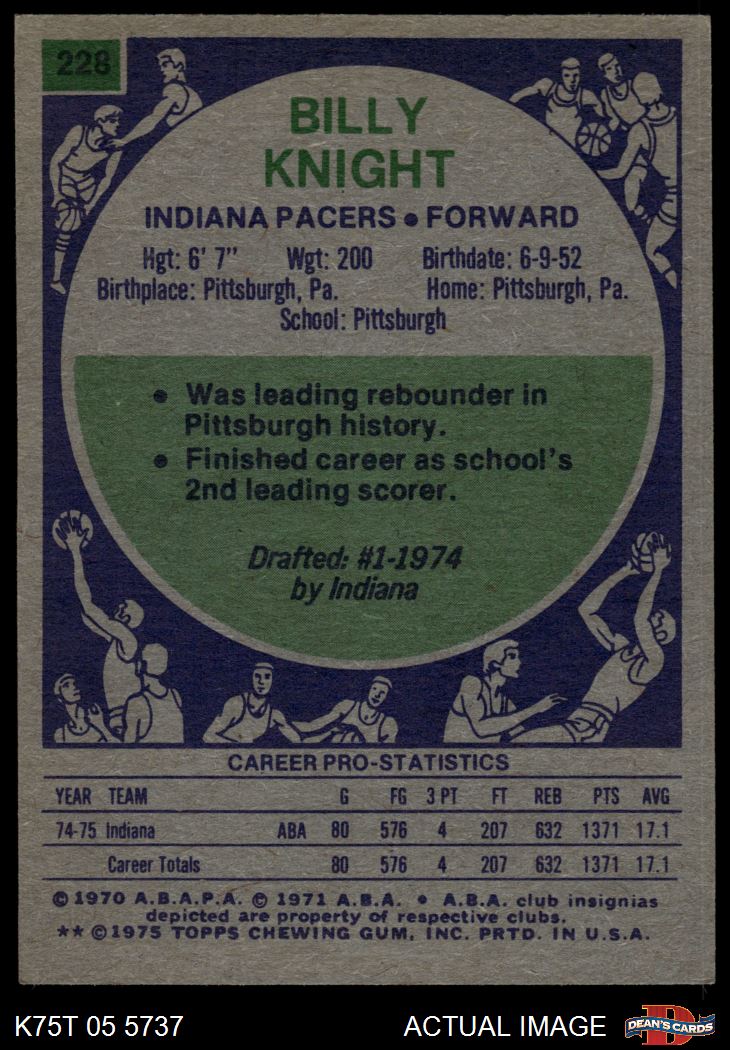 228
BILLY
KNIGHT
INDIANA PACERS • FORWARD
Hgt: 6' 7" Wgt: 200 Birthdate: 6-9-52
Birthplace: Pittsburgh, Pa. Home: Pittsburgh, Pa.
School: Pittsburgh
• Was leading rebounder in
Pittsburgh history.
• Finished career as school's
2nd leading scorer.
Drafted: #1-1974
by Indiana
CAREER PRO-STATISTICS
YEAR TEAM G FG 3 PT FT REB PTS AVG
74-75 Indiana ABA 80 576 4 207 632 1371 17.1
Career Totals 80 576 4 207 632 1371 17.1
© 1970 A.B.A.P.A. © 1971 A.B.A. • A.B.A. club insignias
depicted are property of respective clubs.
** © 1975 TOPPS CHEWING GUM, INC. PRTD. IN U.S.A.
K75T 05 5737 ACTUAL IMAGE D DEAN'S CARDS